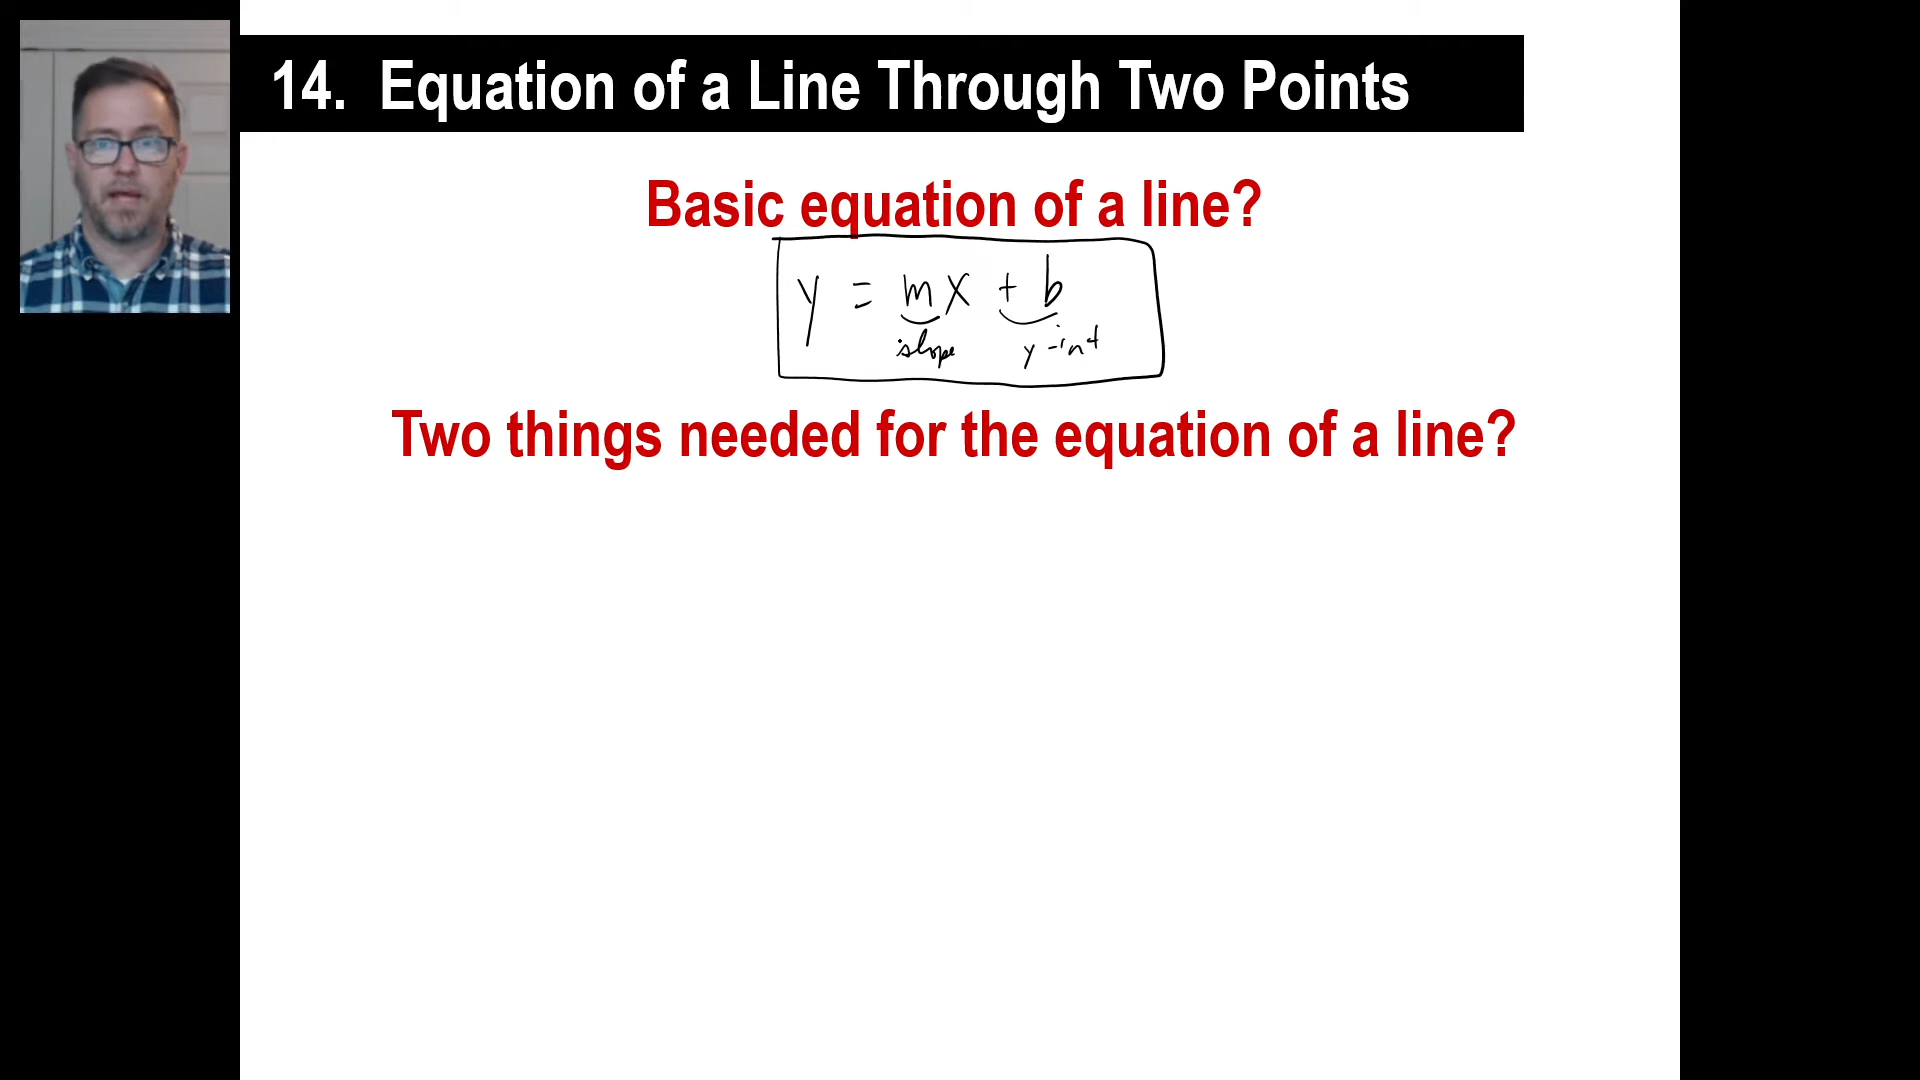 14. Equation of a Line Through Two Points
Basic equation of a line?
y = mx + b
slope y-int
Two things needed for the equation of a line?